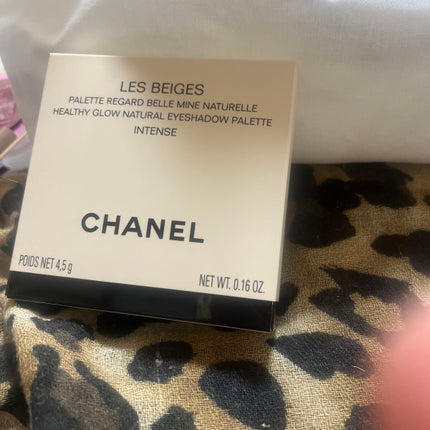 LES BEIGES
PALETTE REGARD BELLE MINE NATURELLE
HEALTHY GLOW NATURAL EYESHADOW PALETTE
INTENSE
CHANEL
POIDS NET 4,5 g
NET WT. 0.16 OZ.